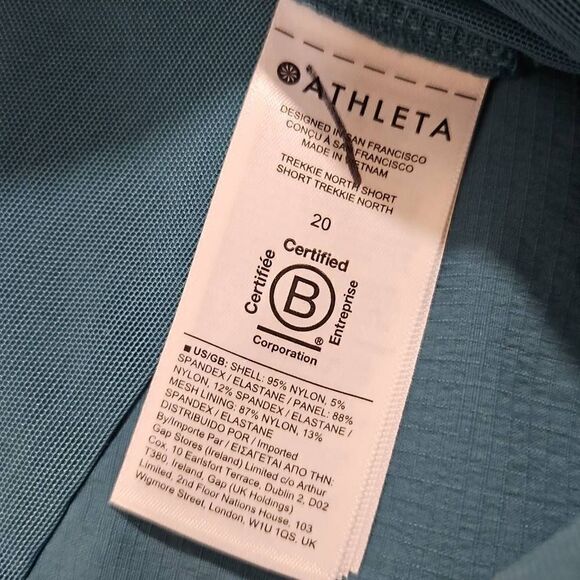 ATHLETA
DESIGNED IN SAN FRANCISCO
CONÇU À SAN FRANCISCO
MADE IN VIETNAM
TREKKIE NORTH SHORT
SHORT TREKKIE NORTH
20
Certified
Certifiée
B
®
Entreprise
Corporation
■ US/GB: SHELL: 95% NYLON, 5%
SPANDEX / ELASTANE / PANEL: 88%
NYLON, 12% SPANDEX / ELASTANE /
MESH LINING: 87% NYLON, 13%
SPANDEX / ELASTANE
DISTRIBUIDO POR / Imported
By/Importe Par / ΕΙΣΑΓΕΤΑΙ ΑΠΟ ΤΗΝ:
Gap Stores (Ireland) Limited c/o Arthur
Cox, 10 Earlsfort Terrace, Dublin 2, D02
T380, Ireland, Gap (UK Holdings)
Limited, 2nd Floor Nations House, 103
Wigmore Street, London, W1U 1QS, UK